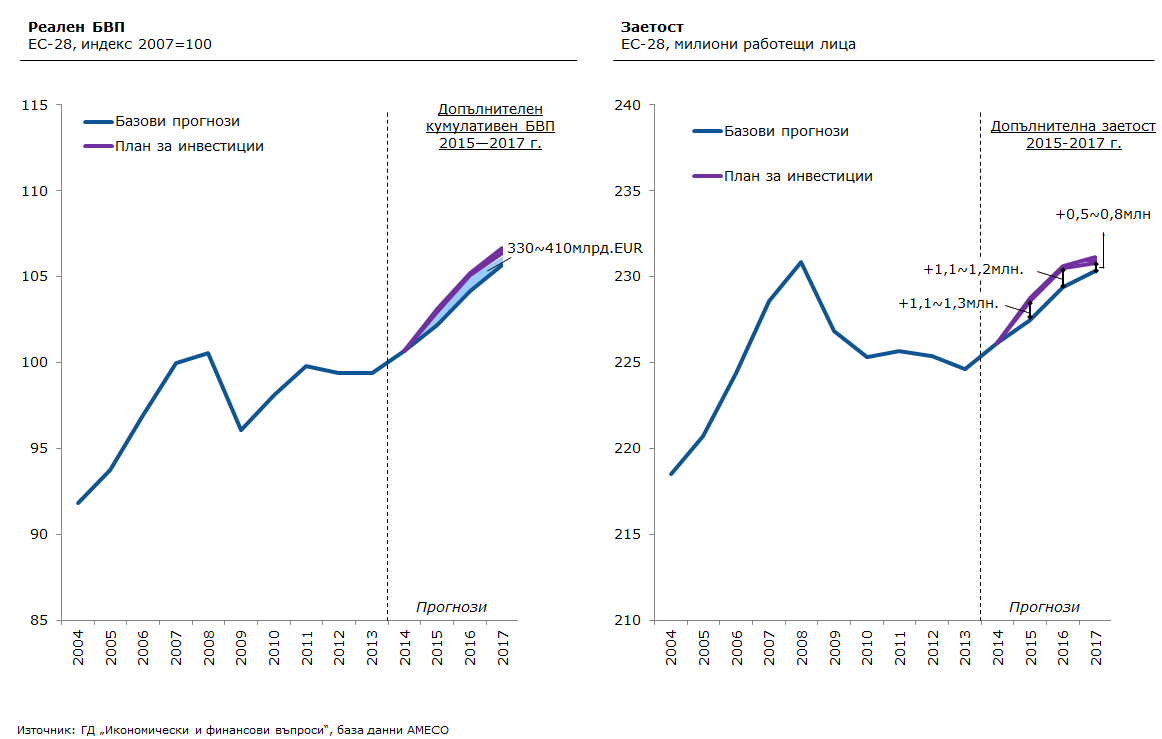 Реален БВП
ЕС-28, индекс 2007=100
115
110
105
100
95
90
85
Базови прогнози
План за инвестиции
Допълнителен
кумулативен БВП
2015—2017 г.
330~410млрд.EUR
Прогнози
2004
2005
2006
2007
2008
2009
2010
2011
2012
2013
2014
2015
2016
2017
Заетост
ЕС-28, милиони работещи лица
240
235
230
225
220
215
210
Базови прогнози
План за инвестиции
Допълнителна заетост
2015-2017 г.
+0,5~0,8млн
+1,1~1,2млн.
+1,1~1,3млн.
Прогнози
2004
2005
2006
2007
2008
2009
2010
2011
2012
2013
2014
2015
2016
2017
Източник: ГД „Икономически и финансови въпроси“, база данни AMECO